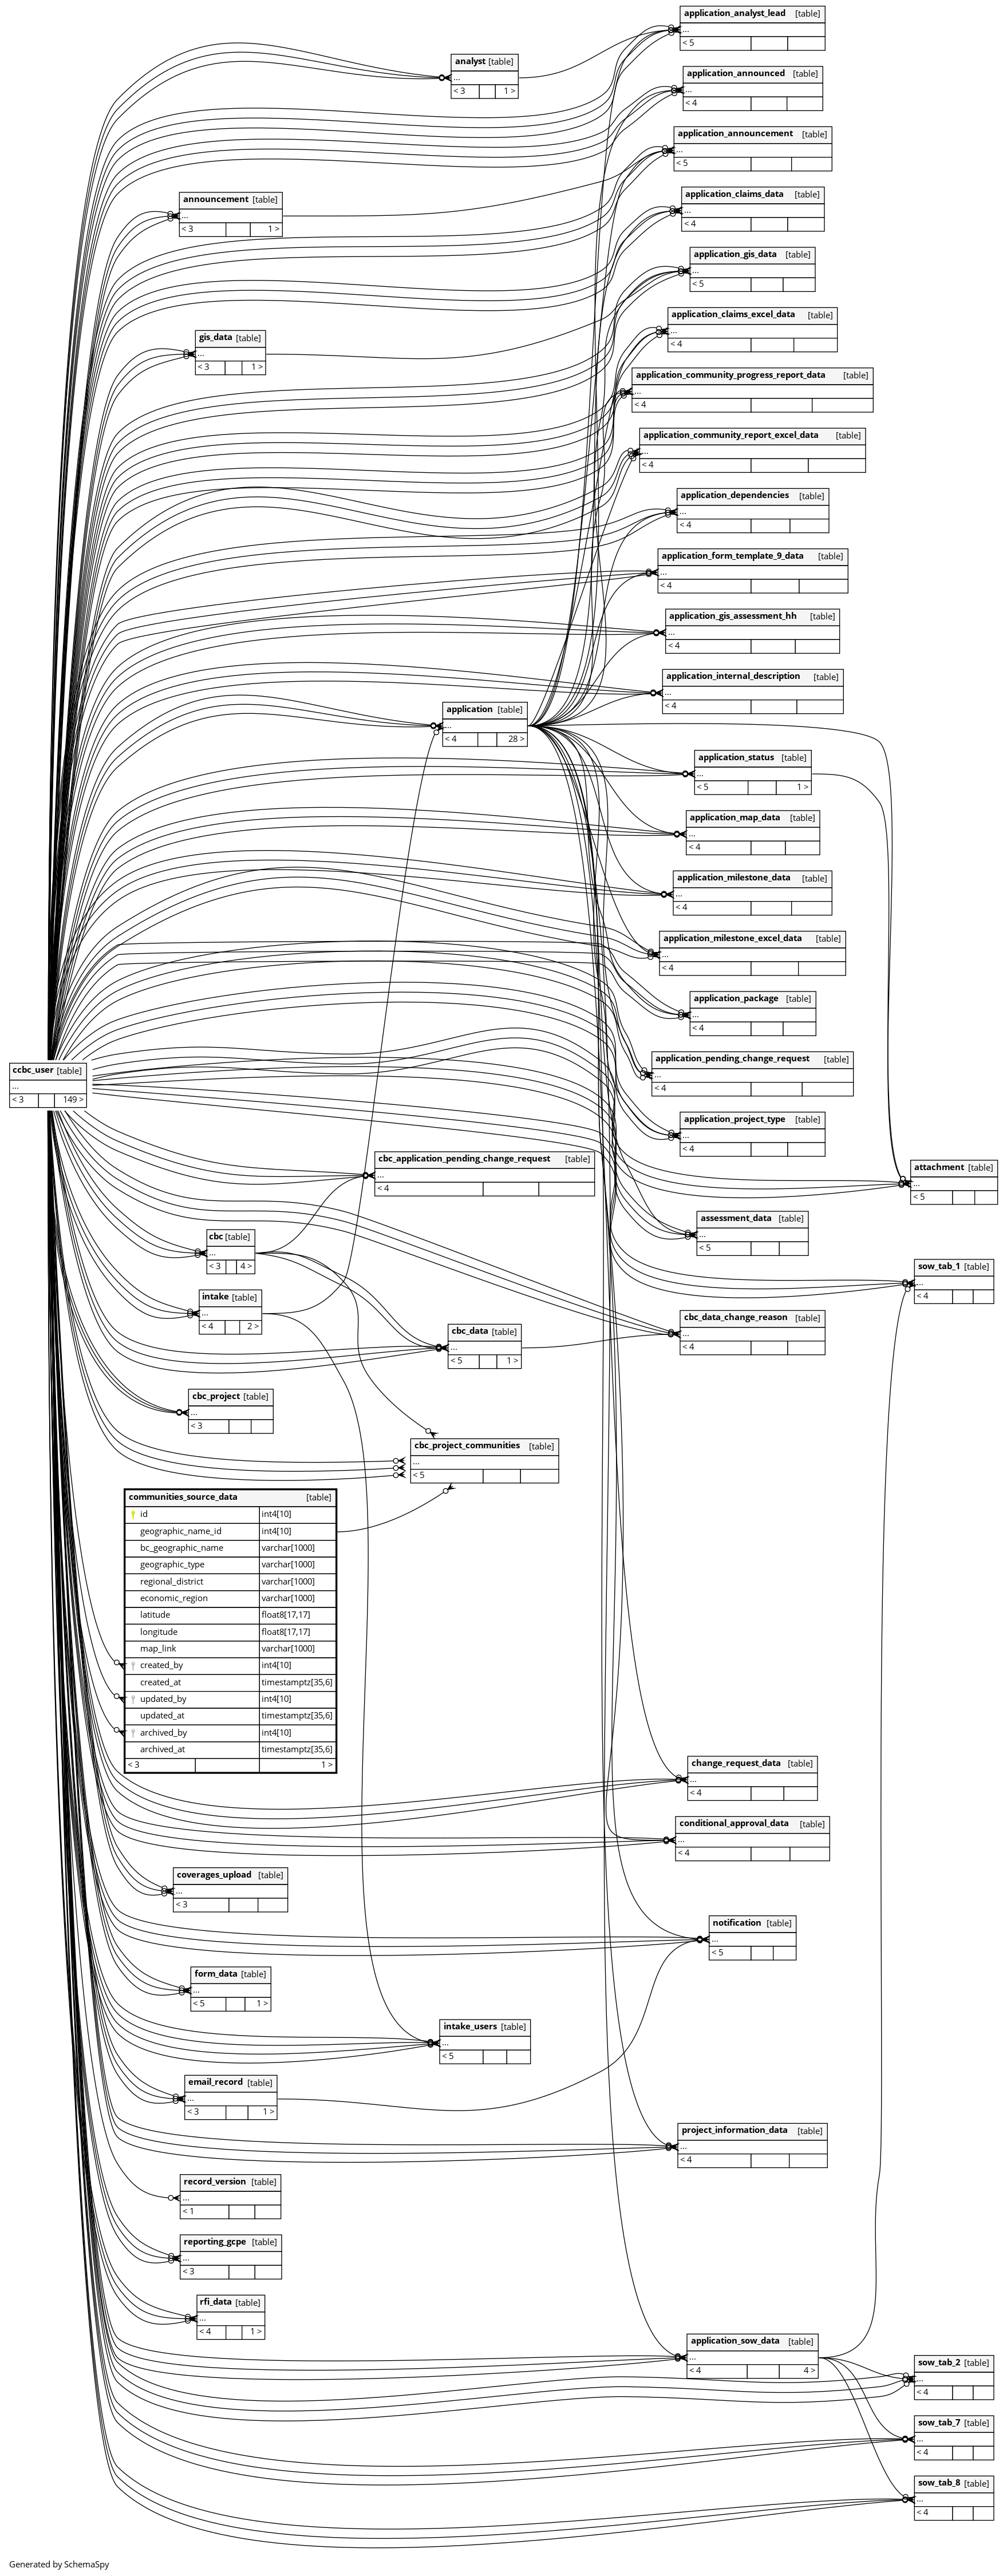 application_analyst_lead [table]
...
< 5
analyst [table]
...
< 3 1 >
application_announced [table]
...
< 4
application_announcement [table]
...
< 5
announcement [table]
...
< 3 1 >
application_claims_data [table]
...
< 4
application_gis_data [table]
...
< 5
application_claims_excel_data [table]
...
< 4
gis_data [table]
...
< 3 1 >
application_community_progress_report_data [table]
...
< 4
application_community_report_excel_data [table]
...
< 4
application_dependencies [table]
...
< 4
application_form_template_9_data [table]
...
< 4
application_gis_assessment_hh [table]
...
< 4
application_internal_description [table]
...
< 4
application [table]
...
< 4 28 >
application_status [table]
...
< 5 1 >
application_map_data [table]
...
< 4
application_milestone_data [table]
...
< 4
application_milestone_excel_data [table]
...
< 4
application_package [table]
...
< 4
application_pending_change_request [table]
...
< 4
ccbc_user [table]
...
< 3 149 >
application_project_type [table]
...
< 4
cbc_application_pending_change_request [table]
...
< 4
attachment [table]
...
< 5
assessment_data [table]
...
< 5
cbc [table]
...
< 3 4 >
sow_tab_1 [table]
...
< 4
intake [table]
...
< 4 2 >
cbc_data_change_reason [table]
...
< 4
cbc_data [table]
...
< 5 1 >
cbc_project [table]
...
< 3
cbc_project_communities [table]
...
< 5
communities_source_data [table]
id int4[10]
geographic_name_id int4[10]
bc_geographic_name varchar[1000]
geographic_type varchar[1000]
regional_district varchar[1000]
economic_region varchar[1000]
latitude float8[17,17]
longitude float8[17,17]
map_link varchar[1000]
created_by int4[10]
created_at timestamptz[35,6]
updated_by int4[10]
updated_at timestamptz[35,6]
archived_by int4[10]
archived_at timestamptz[35,6]
< 3 1 >
change_request_data [table]
...
< 4
conditional_approval_data [table]
...
< 4
coverages_upload [table]
...
< 3
notification [table]
...
< 5
form_data [table]
...
< 5 1 >
intake_users [table]
...
< 5
email_record [table]
...
< 3 1 >
project_information_data [table]
...
< 4
record_version [table]
...
< 1
reporting_gcpe [table]
...
< 3
rfi_data [table]
...
< 4 1 >
application_sow_data [table]
...
< 4 4 >
sow_tab_2 [table]
...
< 4
sow_tab_7 [table]
...
< 4
sow_tab_8 [table]
...
< 4
Generated by SchemaSpy